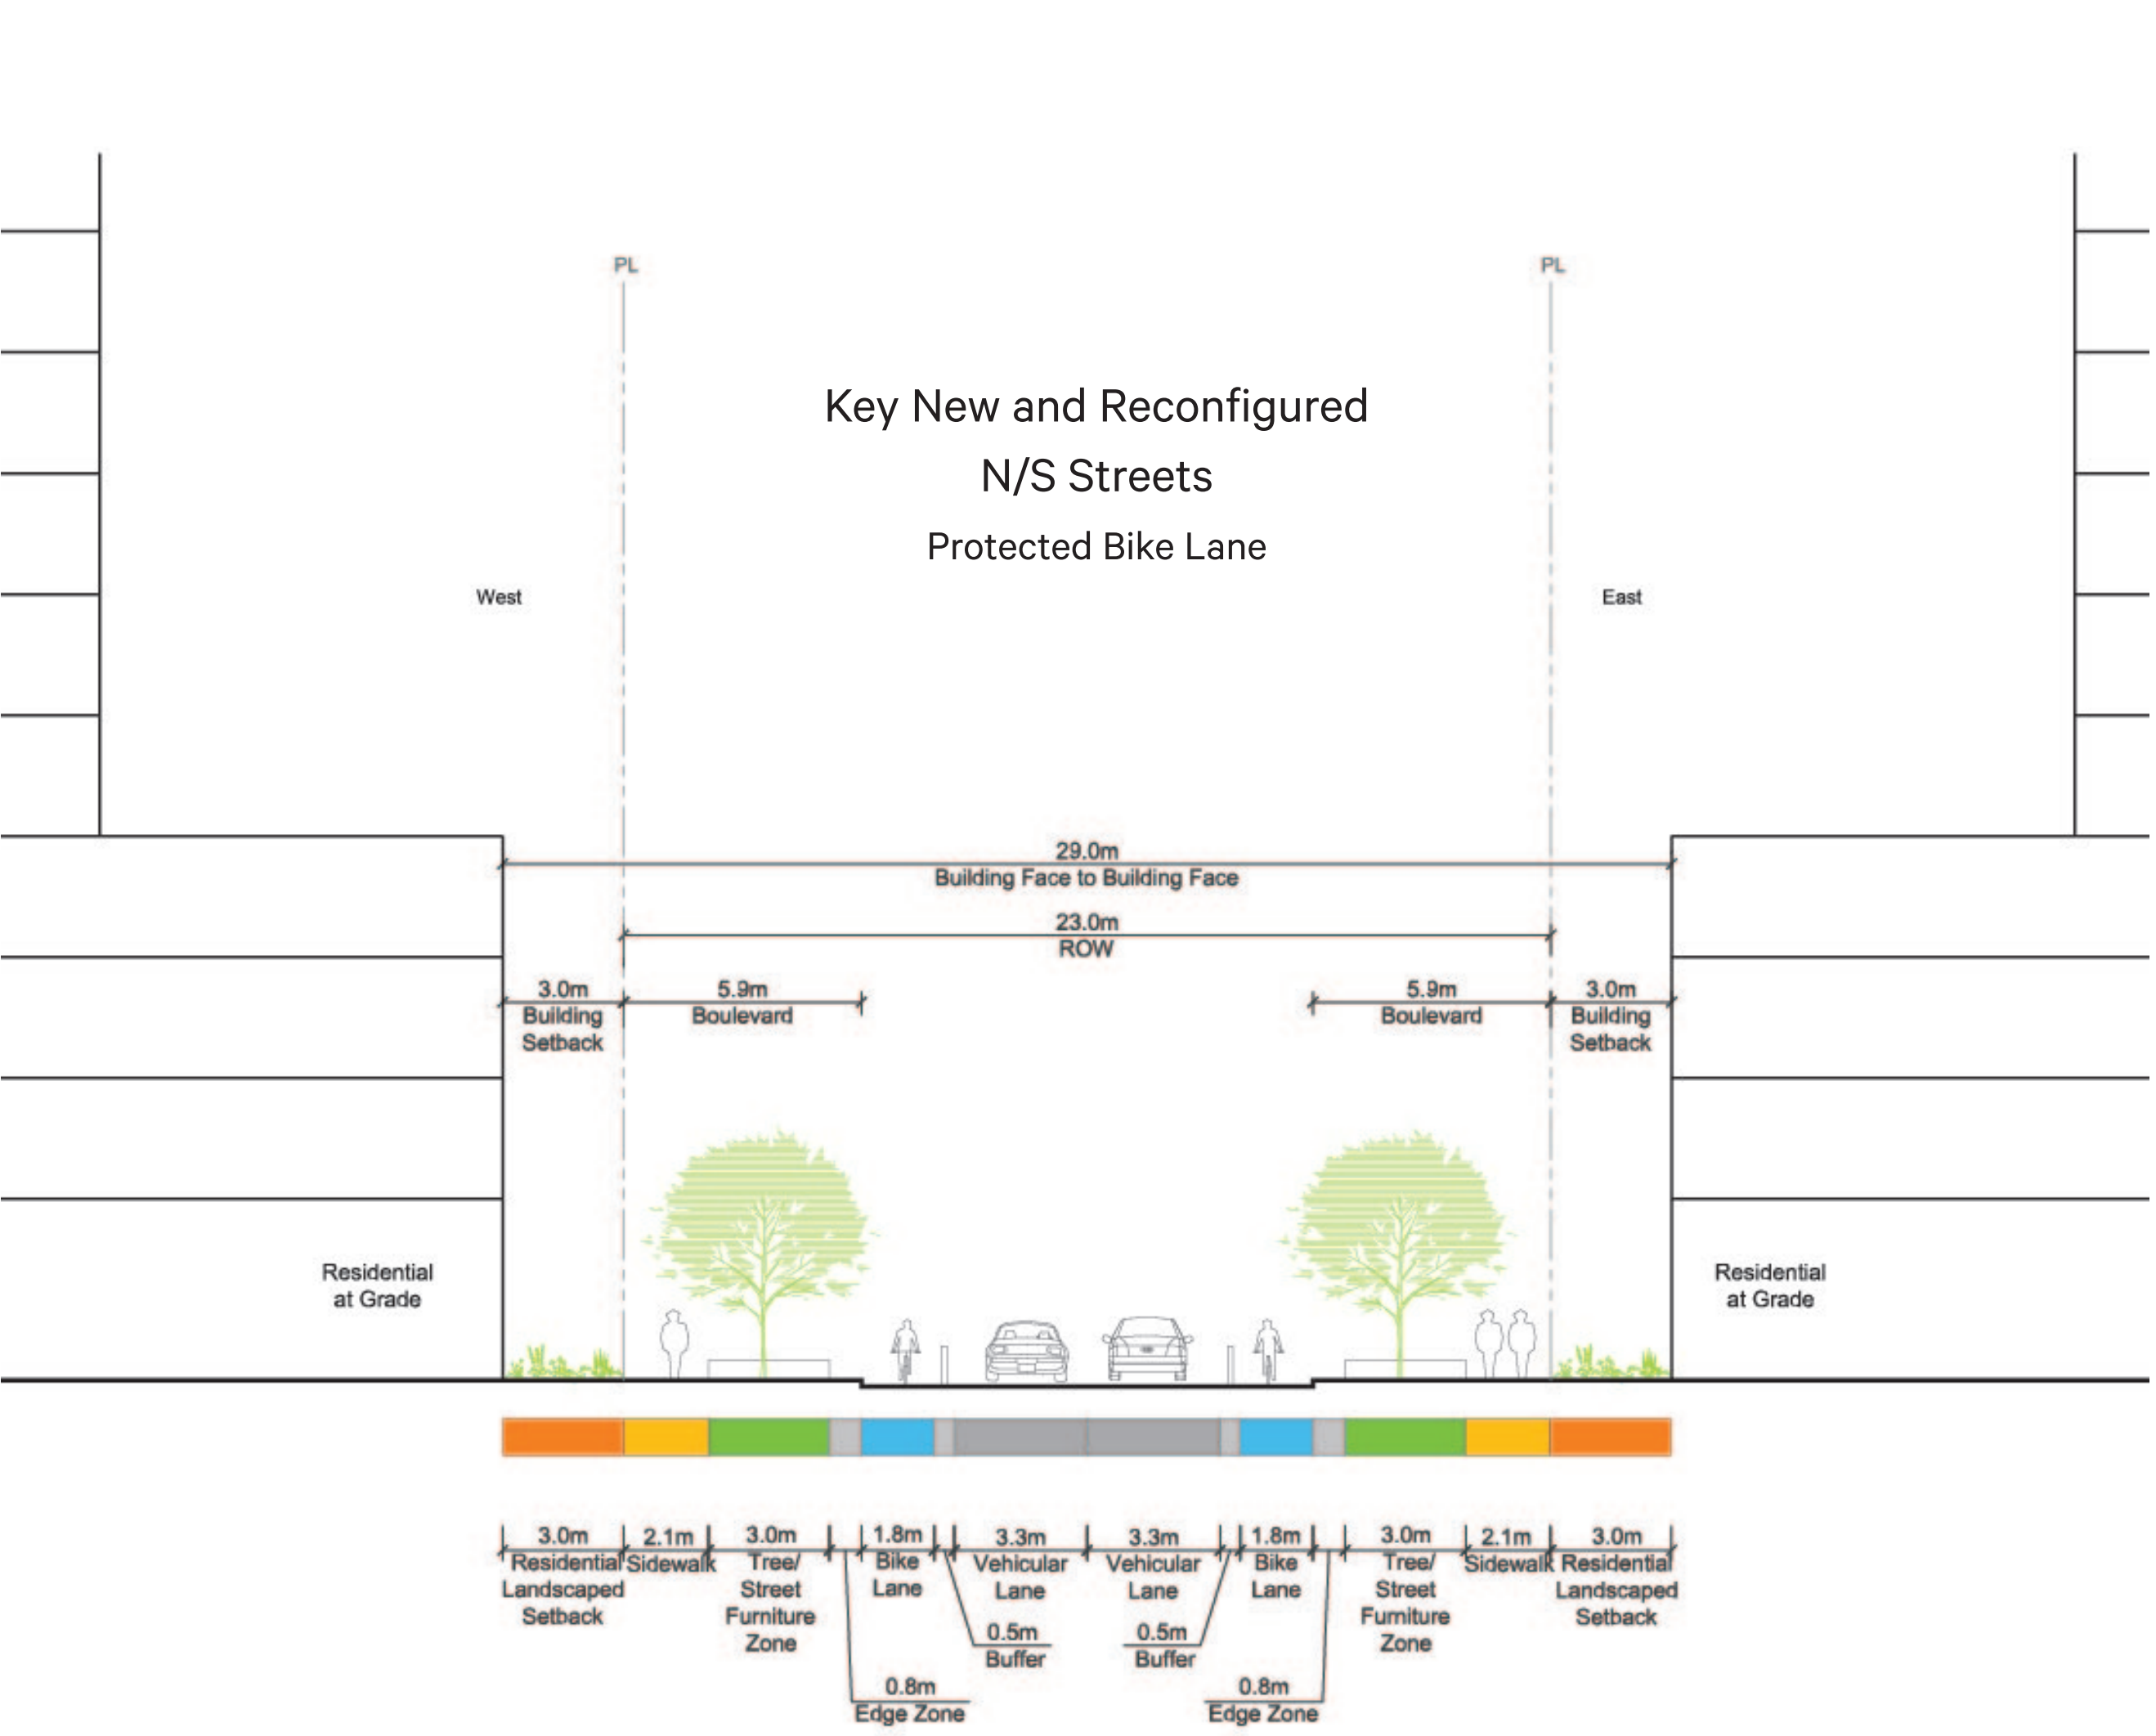 PL
PL
Key New and Reconfigured
N/S Streets
Protected Bike Lane
West
East
29.0m
Building Face to Building Face
23.0m
ROW
3.0m
Building
Setback
5.9m
Boulevard
5.9m
Boulevard
3.0m
Building
Setback
Residential
at Grade
Residential
at Grade
3.0m
Residential
Landscaped
Setback
2.1m
Sidewalk
3.0m
Tree/
Street
Furniture
Zone
0.8m
Edge Zone
1.8m
Bike
Lane
0.5m
Buffer
3.3m
Vehicular
Lane
3.3m
Vehicular
Lane
0.5m
Buffer
1.8m
Bike
Lane
0.8m
Edge Zone
3.0m
Tree/
Street
Furniture
Zone
2.1m
Sidewalk
3.0m
Residential
Landscaped
Setback